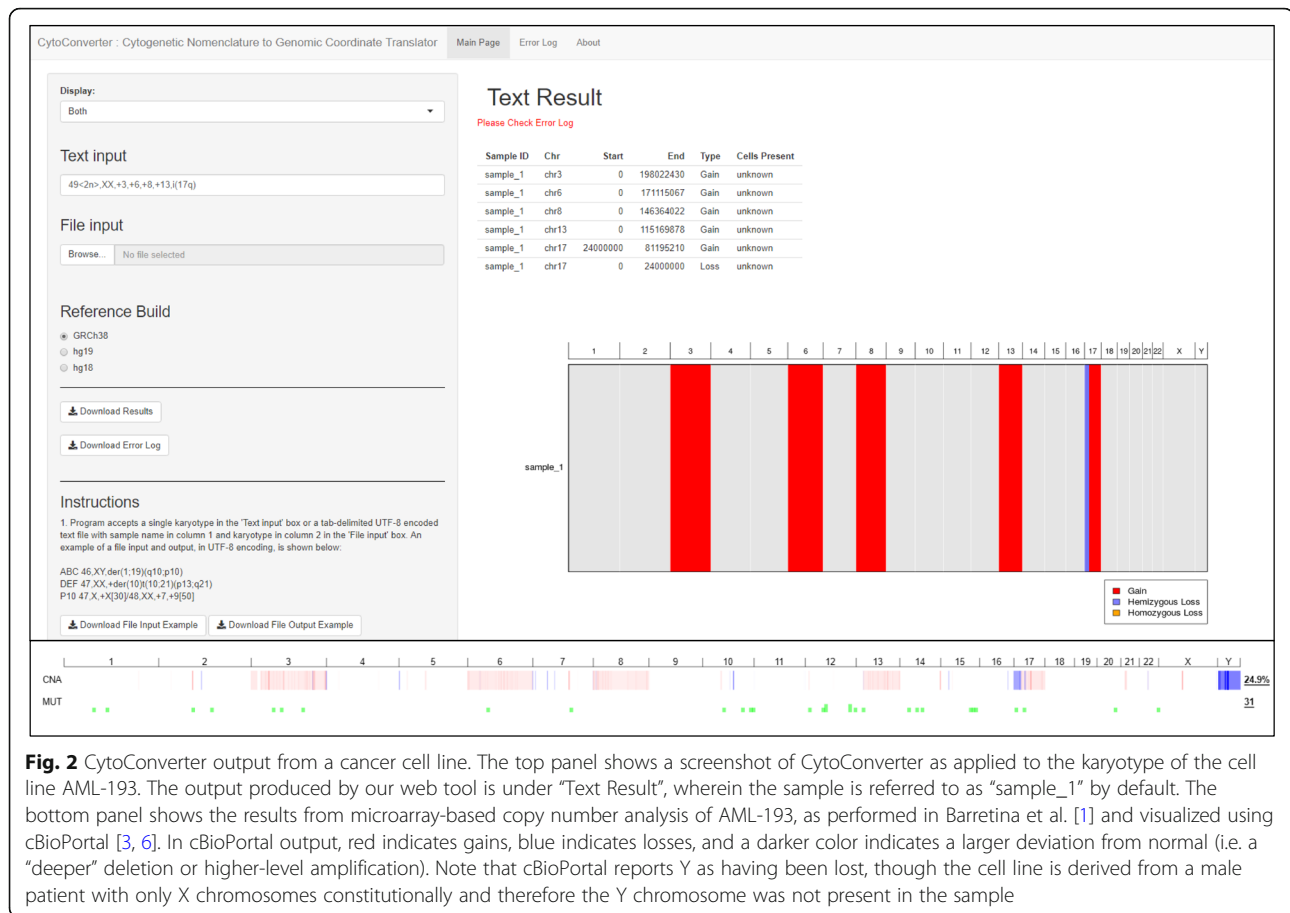 CytoConverter : Cytogenetic Nomenclature to Genomic Coordinate Translator Main Page Error Log About
Display:
Both
Text input
49<2n>,XX,+3,+6,+8,+13,i(17q)
File input
Browse... No file selected
Reference Build
GRCh38
hg19
hg18
Download Results
Download Error Log
Instructions
1. Program accepts a single karyotype in the 'Text input' box or a tab-delimited UTF-8 encoded
text file with sample name in column 1 and karyotype in column 2 in the 'File input' box. An
example of a file input and output, in UTF-8 encoding, is shown below:
ABC 46,XY,der(1;19)(q10;p10)
DEF 47,XX,+der(10)t(10;21)(p13;q21)
P10 47,X,+X[30]/48,XX,+7,+9[50]
Download File Input Example Download File Output Example
Text Result
Please Check Error Log
Sample ID Chr Start End Type Cells Present
sample_1 chr3 0 198022430 Gain unknown
sample_1 chr6 0 171115067 Gain unknown
sample_1 chr8 0 146364022 Gain unknown
sample_1 chr13 0 115169878 Gain unknown
sample_1 chr17 24000000 81195210 Gain unknown
sample_1 chr17 0 24000000 Loss unknown
1 2 3 4 5 6 7 8 9 10 11 12 13 14 15 16 17 18 19 20 21 22 X Y
sample_1
Gain
Hemizygous Loss
Homozygous Loss
1 2 3 4 5 6 7 8 9 10 11 12 13 14 15 16 17 18 19 20 21 22 X Y
CNA 24.9%
MUT 31
Fig. 2 CytoConverter output from a cancer cell line. The top panel shows a screenshot of CytoConverter as applied to the karyotype of the cell
line AML-193. The output produced by our web tool is under “Text Result”, wherein the sample is referred to as “sample_1” by default. The
bottom panel shows the results from microarray-based copy number analysis of AML-193, as performed in Barretina et al. [1] and visualized using
cBioPortal [3, 6]. In cBioPortal output, red indicates gains, blue indicates losses, and a darker color indicates a larger deviation from normal (i.e. a
“deeper” deletion or higher-level amplification). Note that cBioPortal reports Y as having been lost, though the cell line is derived from a male
patient with only X chromosomes constitutionally and therefore the Y chromosome was not present in the sample